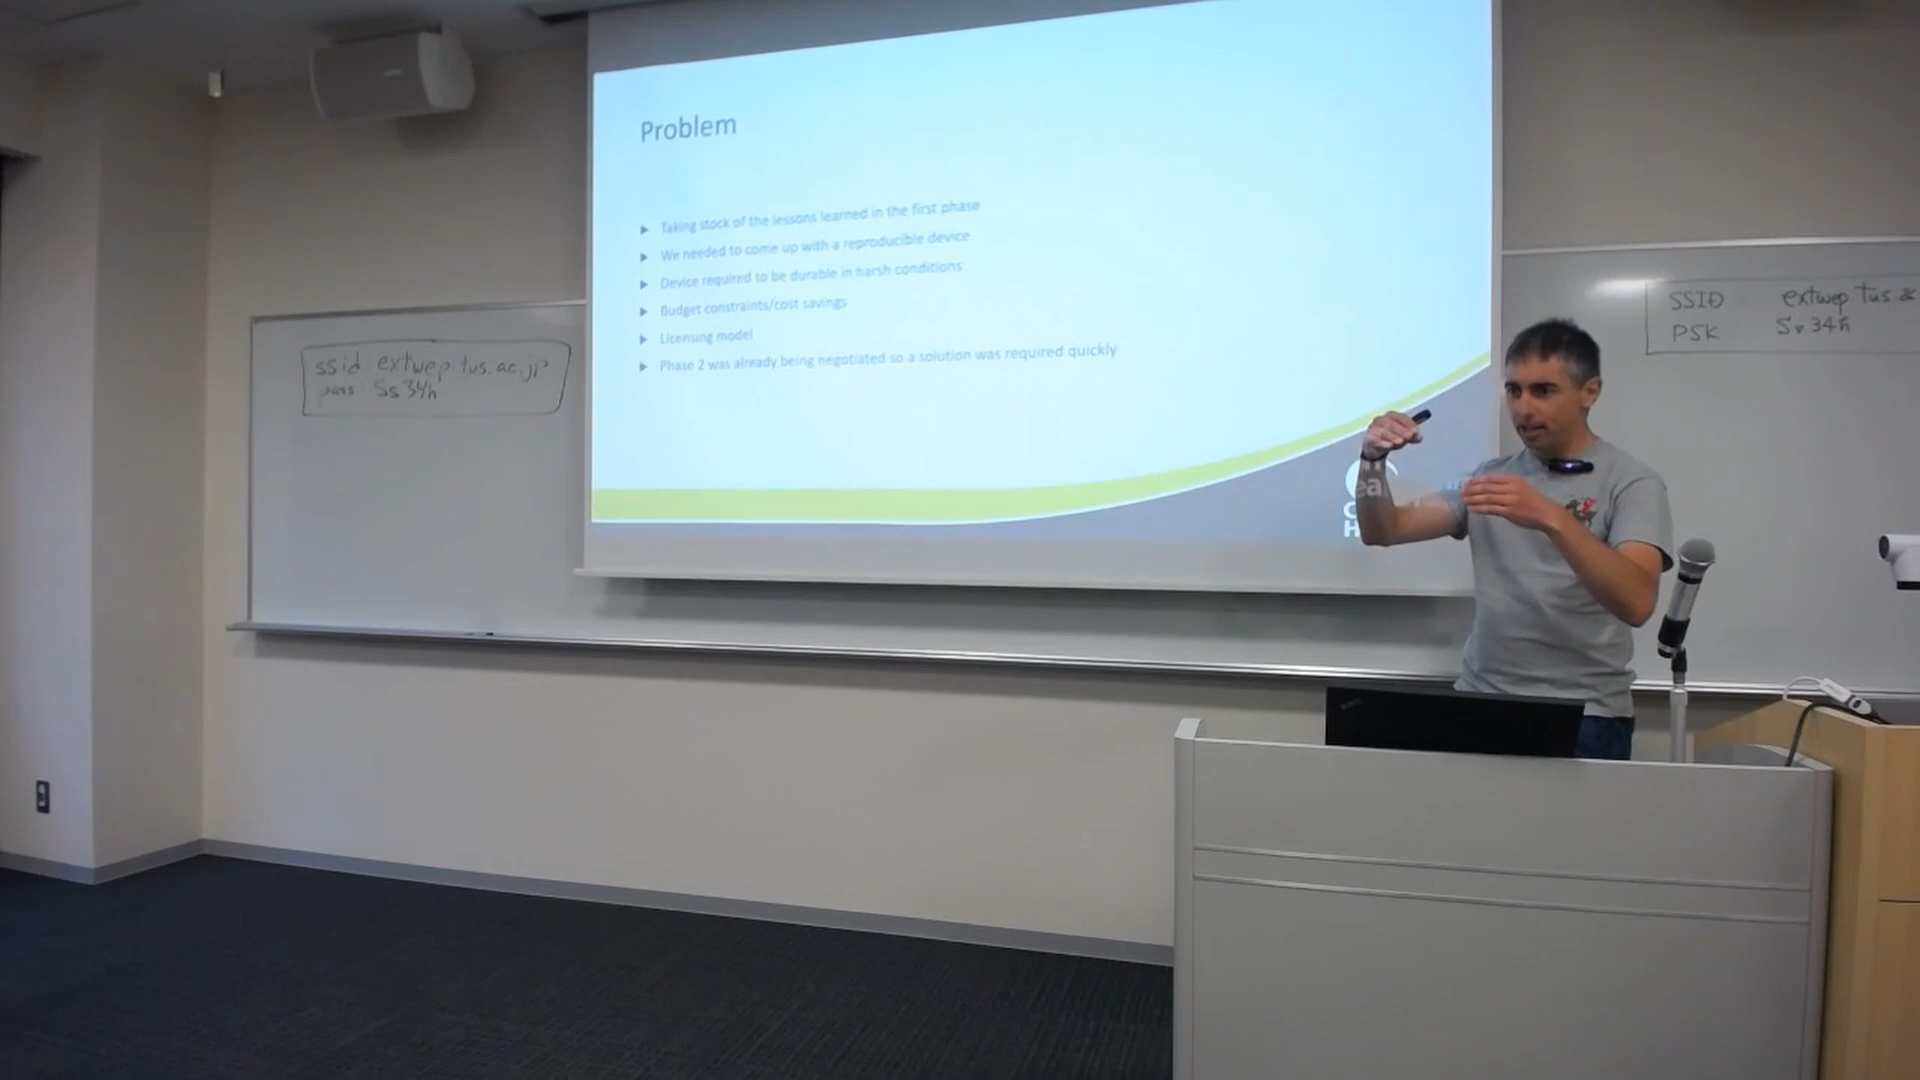 Problem
Taking stock of the lessons learned in the first phase
We needed to come up with a reproducible device
Device required to be durable in harsh conditions
Budget constraints/cost savings
Licensing model
Phase 2 was already being negotiated so a solution was required quickly
ssid extwep tus.ac.jp
pass Ss34h
SSID extwep tus ac
PSK